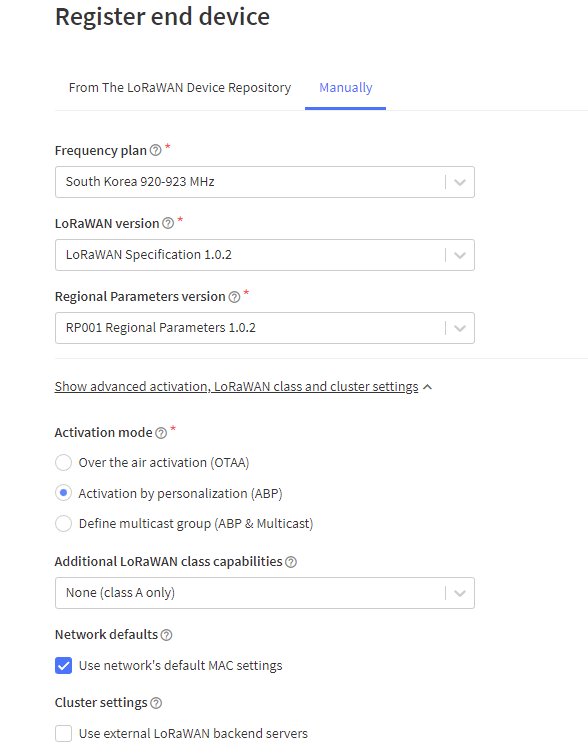 Register end device
From The LoRaWAN Device Repository Manually
Frequency plan *
South Korea 920-923 MHz
LoRaWAN version *
LoRaWAN Specification 1.0.2
Regional Parameters version *
RP001 Regional Parameters 1.0.2
Show advanced activation, LoRaWAN class and cluster settings
Activation mode *
Over the air activation (OTAA)
Activation by personalization (ABP)
Define multicast group (ABP & Multicast)
Additional LoRaWAN class capabilities
None (class A only)
Network defaults
Use network's default MAC settings
Cluster settings
Use external LoRaWAN backend servers